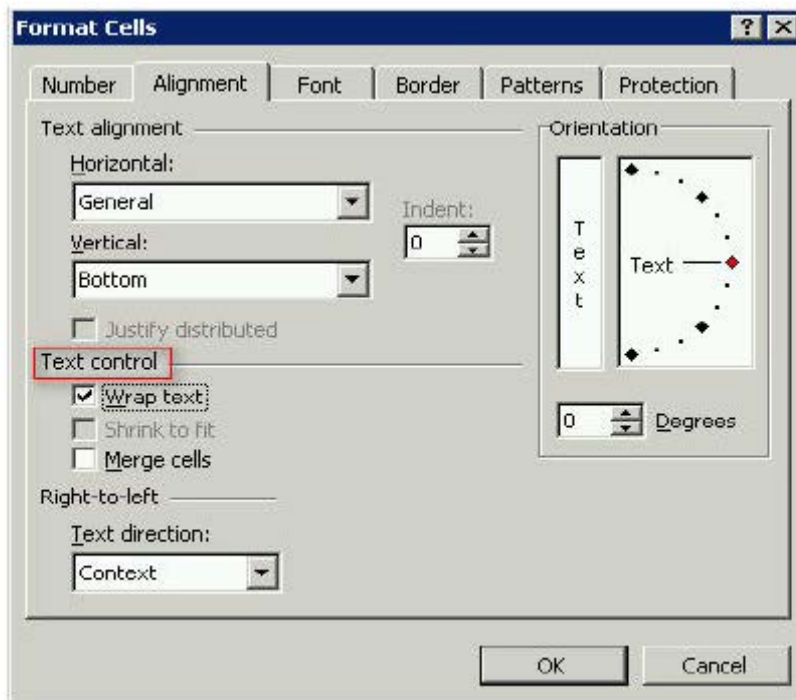 Format Cells
Number Alignment Font Border Patterns Protection
Text alignment
Horizontal:
General
Indent:
0
Vertical:
Bottom
Justify distributed
Text control
Wrap text
Shrink to fit
Merge cells
Right-to-left
Text direction:
Context
Orientation
Text
Text
0 Degrees
OK Cancel